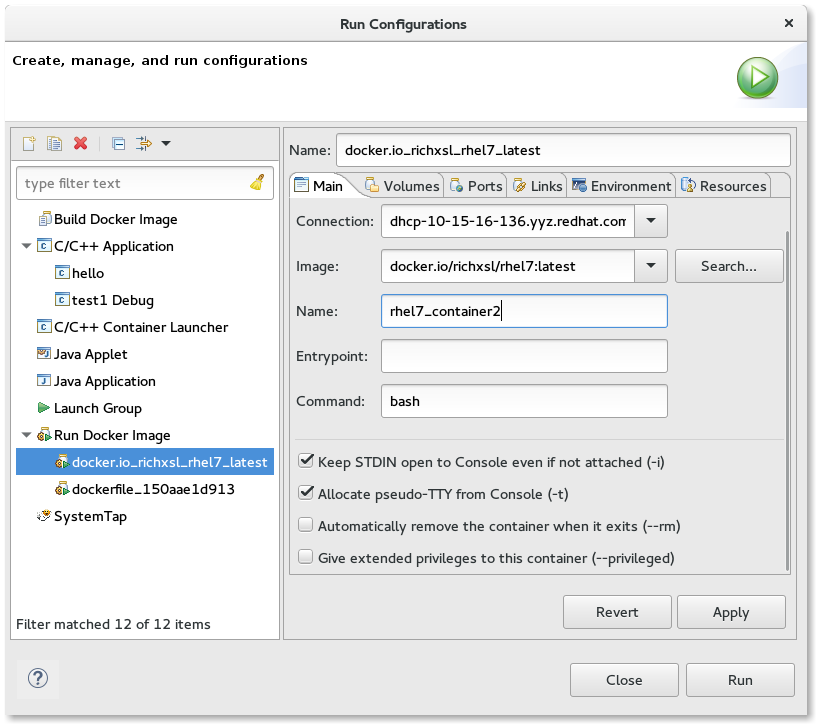 Run Configurations
Create, manage, and run configurations
type filter text
Build Docker Image
C/C++ Application
hello
test1 Debug
C/C++ Container Launcher
Java Applet
Java Application
Launch Group
Run Docker Image
docker.io_richxsl_rhel7_latest
dockerfile_150aae1d913
SystemTap
Filter matched 12 of 12 items
Name: docker.io_richxsl_rhel7_latest
Main Volumes Ports Links Environment Resources
Connection: dhcp-10-15-16-136.yyz.redhat.com
Image: docker.io/richxsl/rhel7:latest Search...
Name: rhel7_container2
Entrypoint:
Command: bash
Keep STDIN open to Console even if not attached (-i)
Allocate pseudo-TTY from Console (-t)
Automatically remove the container when it exits (--rm)
Give extended privileges to this container (--privileged)
Revert Apply
Close Run